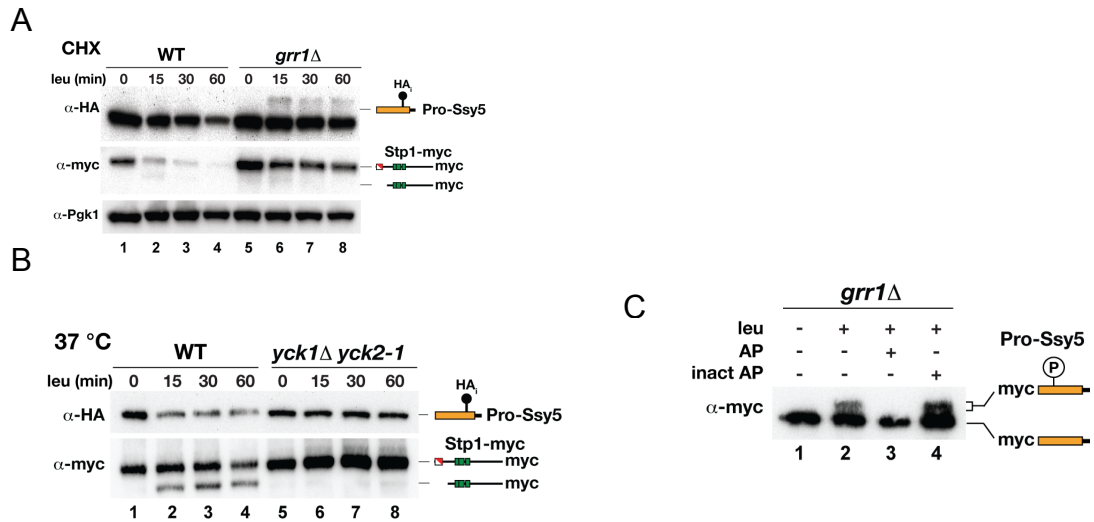 A
CHX WT grr1Δ
leu (min) 0 15 30 60 0 15 30 60
HAi
α-HA
Pro-Ssy5
Stp1-myc
α-myc
myc
myc
α-Pgk1
1 2 3 4 5 6 7 8
B
37 °C WT yck1Δ yck2-1
leu (min) 0 15 30 60 0 15 30 60
HAi
α-HA
Pro-Ssy5
Stp1-myc
α-myc
myc
myc
1 2 3 4 5 6 7 8
C
grr1Δ
leu - + + +
AP - - + -
inact AP - - - +
Pro-Ssy5
P
myc
α-myc
myc
1 2 3 4